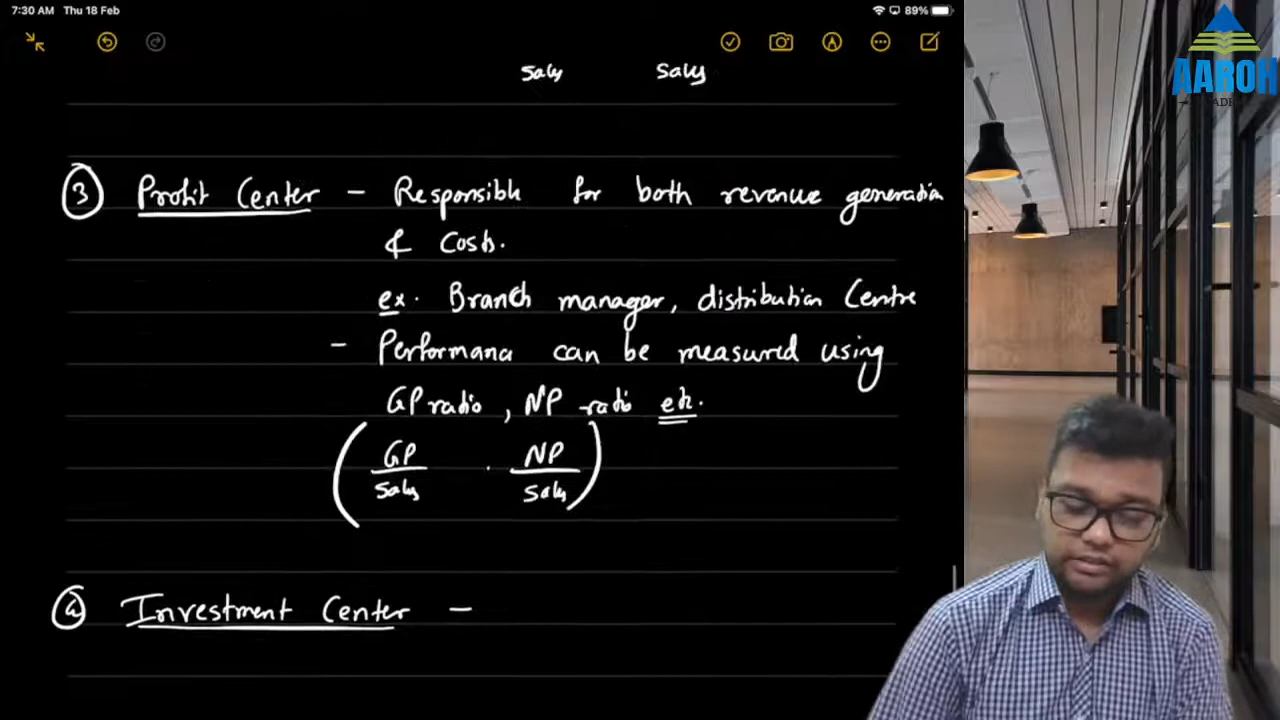 7:30 AM Thu 18 Feb
89%
AAROH
Sales Sales
③ Profit Center - Responsible for both revenue generation
& Costs.
ex. Branch manager, distribution Centre
- Performance can be measured using
GP ratio, NP ratio etc.
( GP NP )
Sales Sales
④ Investment Center -